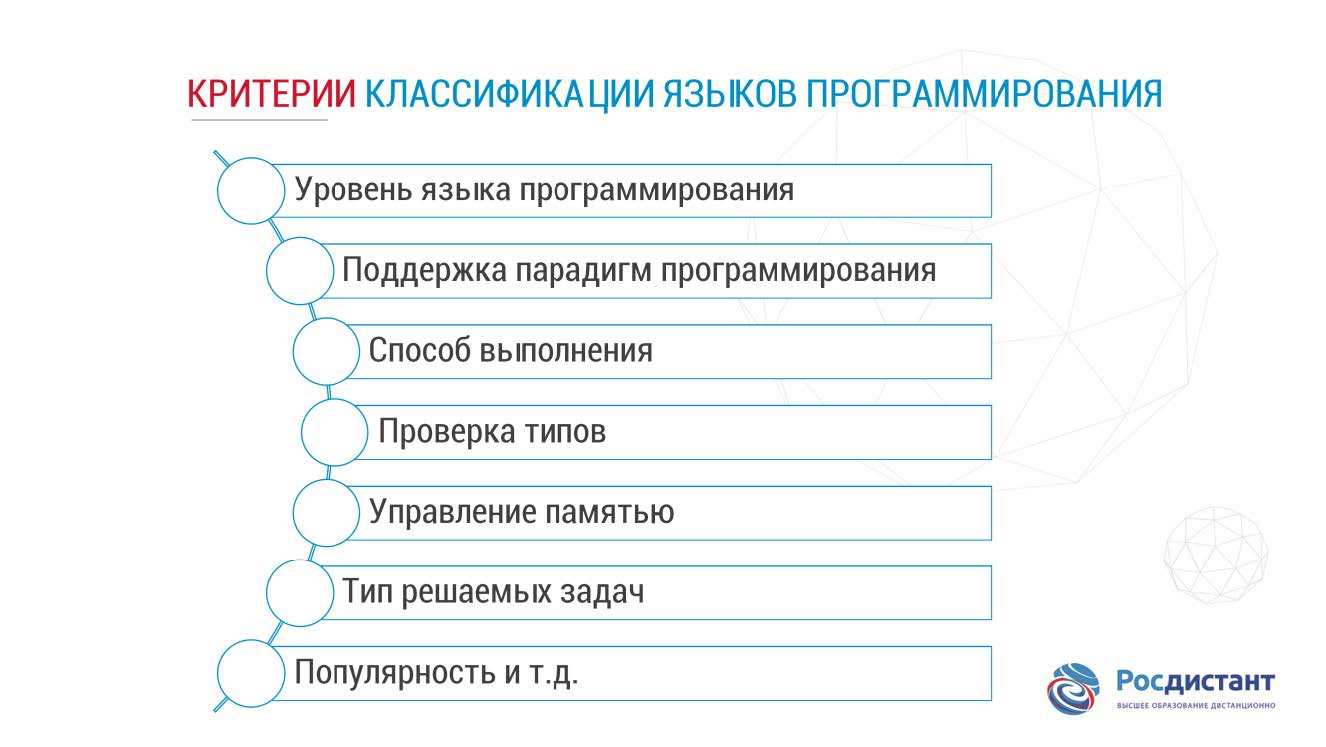 КРИТЕРИИ КЛАССИФИКАЦИИ ЯЗЫКОВ ПРОГРАММИРОВАНИЯ
Уровень языка программирования
Поддержка парадигм программирования
Способ выполнения
Проверка типов
Управление памятью
Тип решаемых задач
Популярность и т.д.
Росдистант
ВЫСШЕЕ ОБРАЗОВАНИЕ ДИСТАНЦИОННО